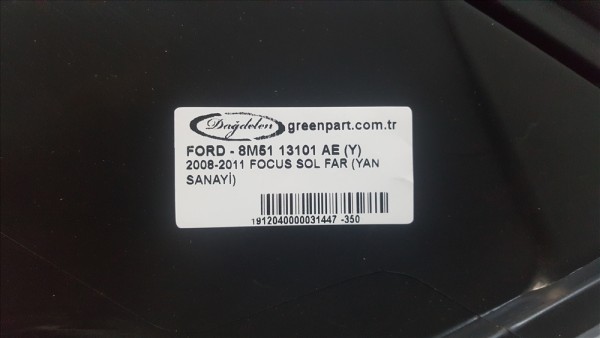 Dağdelen greenpart.com.tr
FORD - 8M51 13101 AE (Y)
2008-2011 FOCUS SOL FAR (YAN
SANAYİ)
1912040000031447 -350